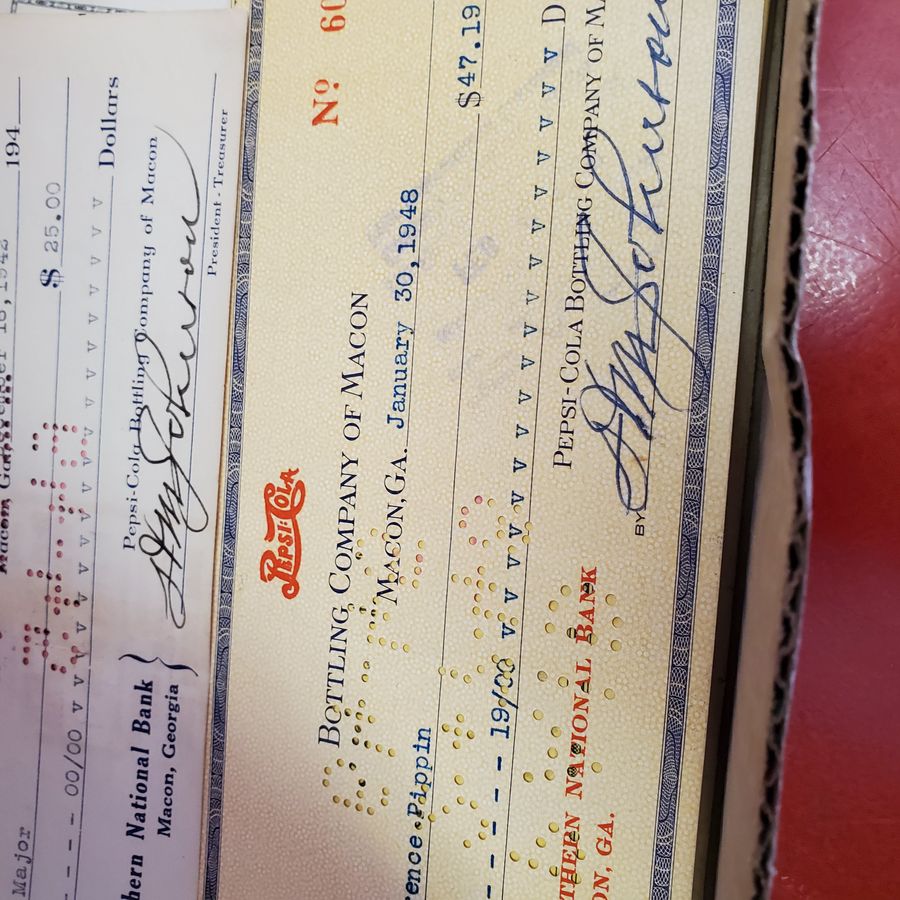 194
$ 25.00
00/00 v v v v v v v v v v v v Dollars
Major
Pepsi-Cola Bottling Company of Macon
President - Treasurer
hern National Bank
Macon, Georgia
Nº 60
PEPSI-COLA
BOTTLING COMPANY OF MACON
MACON, GA. January 30, 1948
rence Pippin $47.19
- - - 19/00 v v v v v v v v v v v v D
PEPSI-COLA BOTTLING COMPANY OF MA
THERN NATIONAL BANK
ON, GA.
BY